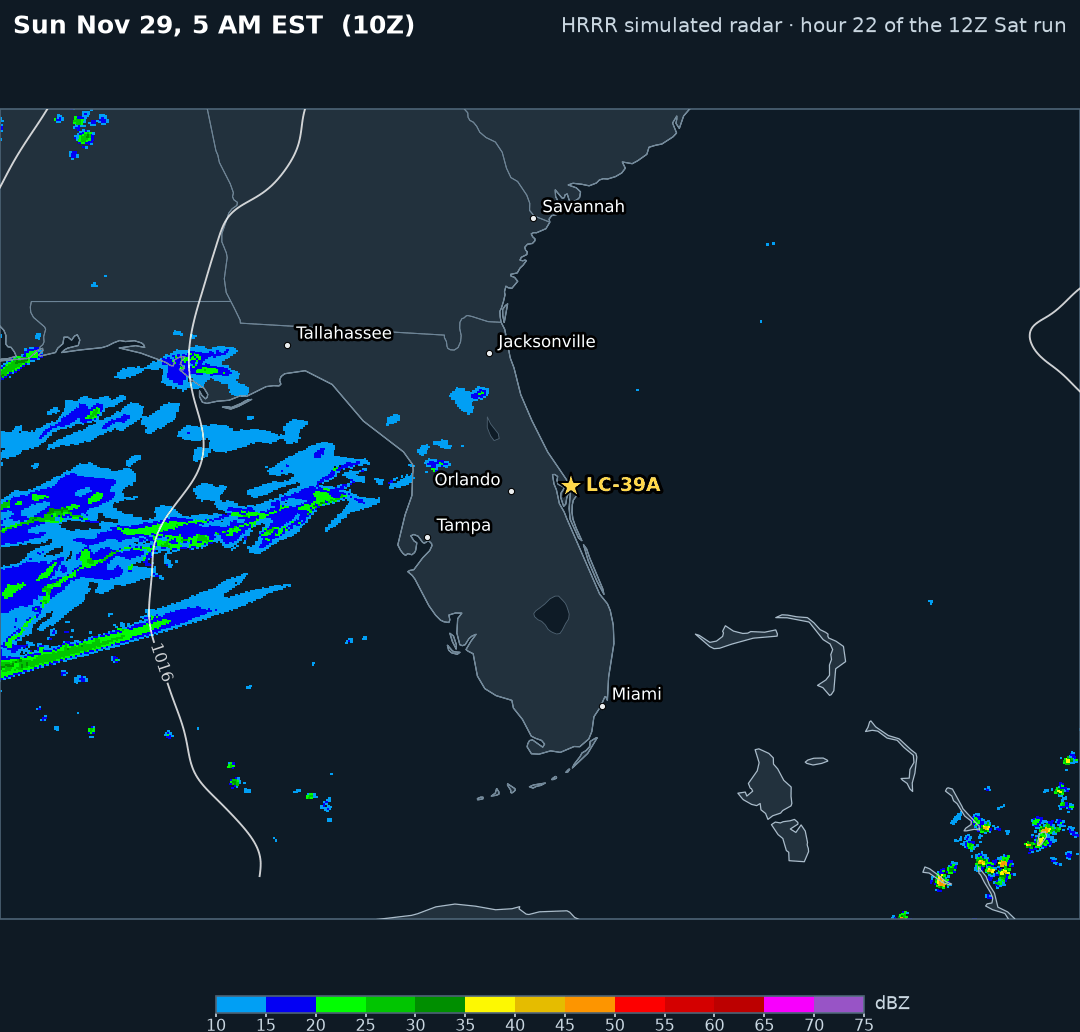 Sun Nov 29, 5 AM EST (10Z)
HRRR simulated radar · hour 22 of the 12Z Sat run
Savannah
Tallahassee
Jacksonville
Orlando
LC-39A
Tampa
1016
Miami
dBZ
10 15 20 25 30 35 40 45 50 55 60 65 70 75